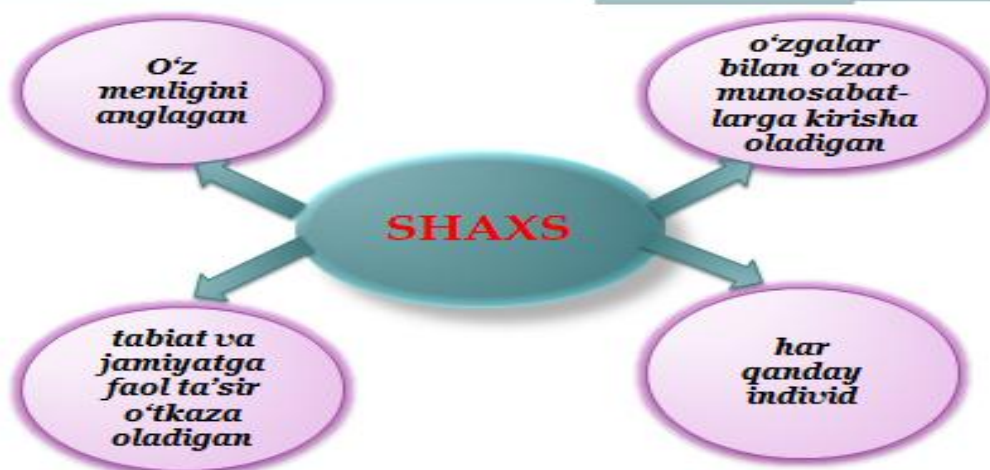 O‘z
menligini
anglagan
o‘zgalar
bilan o‘zaro
munosabat-
larga kirisha
oladigan
SHAXS
tabiat va
jamiyatga
faol ta’sir
o‘tkaza
oladigan
har
qanday
individ